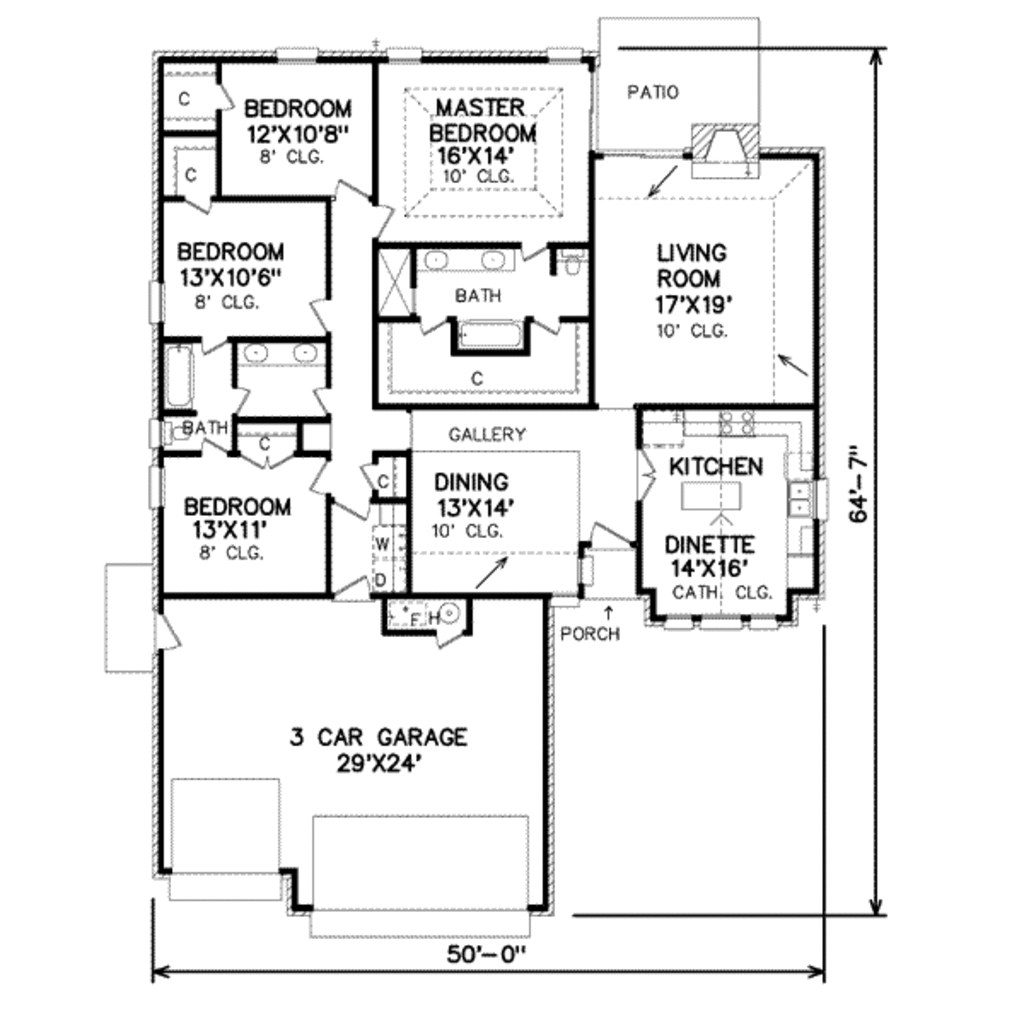 PATIO
C
BEDROOM
12'X10'8"
8' CLG.
MASTER
BEDROOM
16'X14'
10' CLG.
C
BEDROOM
13'X10'6"
8' CLG.
LIVING
ROOM
17'X19'
10' CLG.
BATH
C
BATH
C
GALLERY
C
DINING
13'X14'
10' CLG.
KITCHEN
BEDROOM
13'X11'
8' CLG.
W
D
DINETTE
14'X16'
CATH. CLG.
F H
PORCH
3 CAR GARAGE
29'X24'
64'-7"
50'-0"